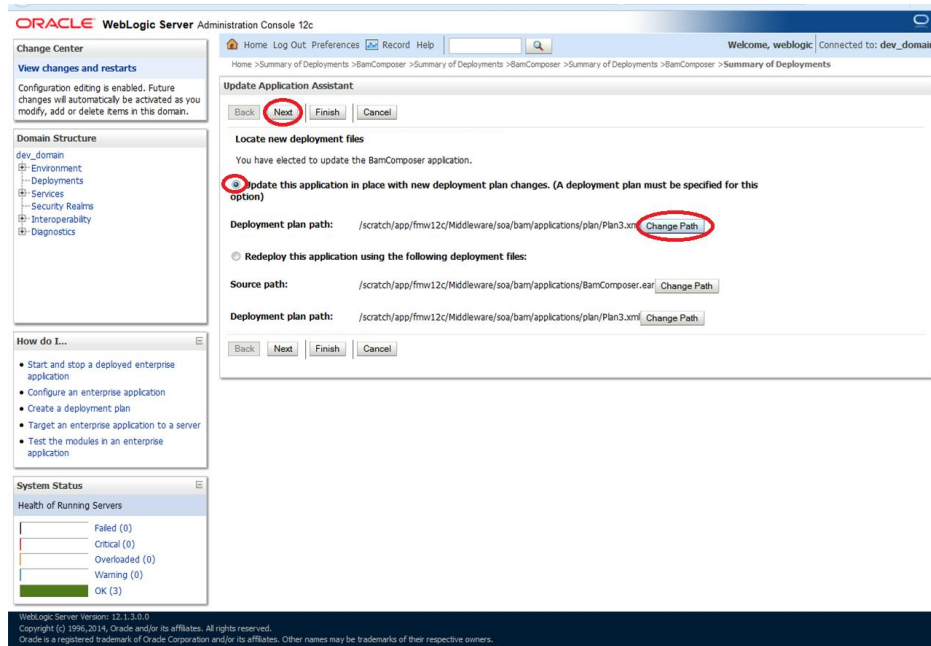 ORACLE WebLogic Server Administration Console 12c
Change Center
View changes and restarts
Configuration editing is enabled. Future
changes will automatically be activated as you
modify, add or delete items in this domain.
Domain Structure
dev_domain
Environment
Deployments
Services
Security Realms
Interoperability
Diagnostics
How do I...
Start and stop a deployed enterprise
application
Configure an enterprise application
Create a deployment plan
Target an enterprise application to a server
Test the modules in an enterprise
application
System Status
Health of Running Servers
Failed (0)
Critical (0)
Overloaded (0)
Warning (0)
OK (3)
Home Log Out Preferences Record Help
Welcome, weblogic Connected to: dev_domain
Home >Summary of Deployments >BamComposer >Summary of Deployments >BamComposer >Summary of Deployments >BamComposer >Summary of Deployments
Update Application Assistant
Back Next Finish Cancel
Locate new deployment files
You have elected to update the BamComposer application.
Update this application in place with new deployment plan changes. (A deployment plan must be specified for this
option)
Deployment plan path: /scratch/app/fmw12c/Middleware/soa/bam/applications/plan/Plan3.xm Change Path
Redeploy this application using the following deployment files:
Source path: /scratch/app/fmw12c/Middleware/soa/bam/applications/BamComposer.ear Change Path
Deployment plan path: /scratch/app/fmw12c/Middleware/soa/bam/applications/plan/Plan3.xml Change Path
Back Next Finish Cancel
WebLogic Server Version: 12.1.3.0.0
Copyright (c) 1996,2014, Oracle and/or its affiliates. All rights reserved.
Oracle is a registered trademark of Oracle Corporation and/or its affiliates. Other names may be trademarks of their respective owners.